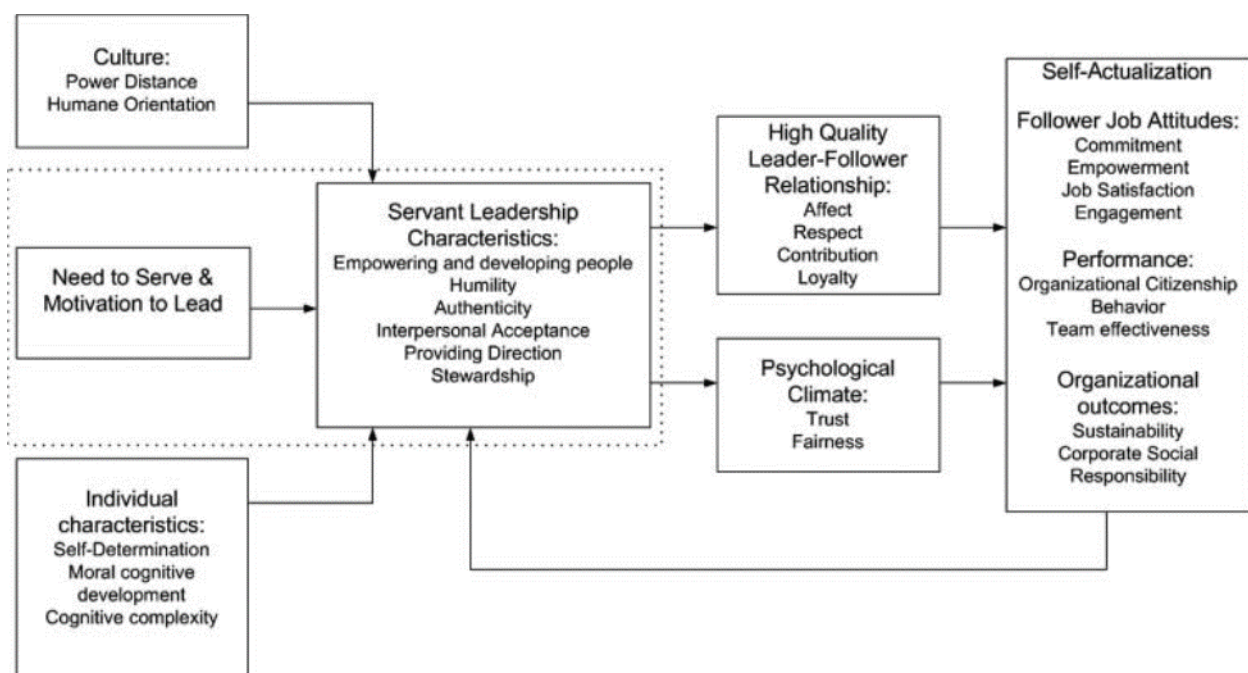 Culture:
Power Distance
Humane Orientation
Need to Serve &
Motivation to Lead
Individual
characteristics:
Self-Determination
Moral cognitive
development
Cognitive complexity
Servant Leadership
Characteristics:
Empowering and developing people
Humility
Authenticity
Interpersonal Acceptance
Providing Direction
Stewardship
High Quality
Leader-Follower
Relationship:
Affect
Respect
Contribution
Loyalty
Psychological
Climate:
Trust
Fairness
Self-Actualization
Follower Job Attitudes:
Commitment
Empowerment
Job Satisfaction
Engagement
Performance:
Organizational Citizenship
Behavior
Team effectiveness
Organizational
outcomes:
Sustainability
Corporate Social
Responsibility